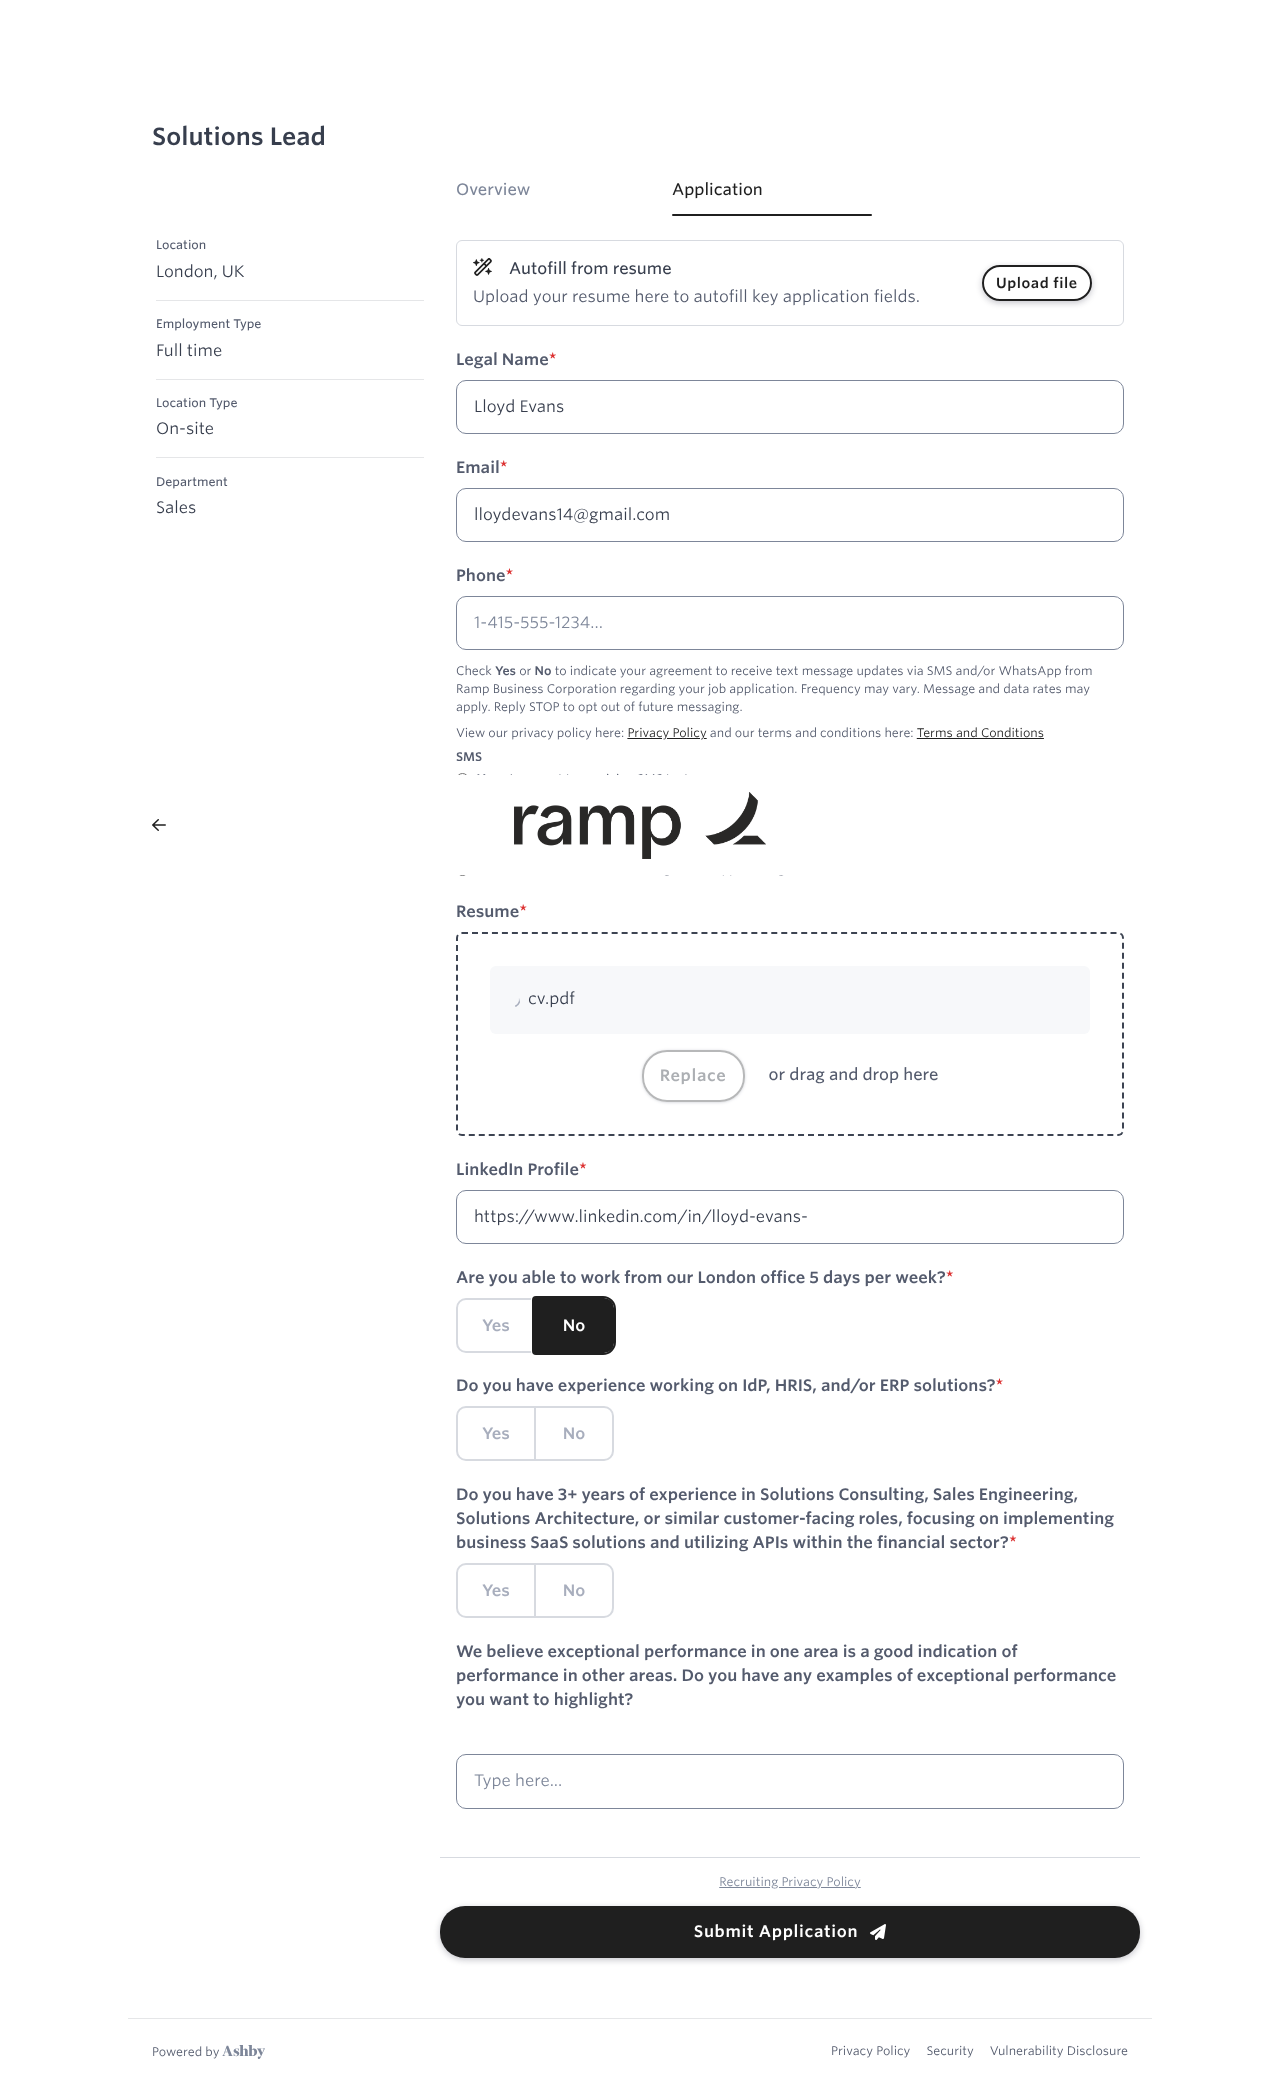 Solutions Lead
Overview
Application
Location
London, UK
Employment Type
Full time
Location Type
On-site
Department
Sales
Autofill from resume
Upload your resume here to autofill key application fields.
Upload file
Legal Name*
Lloyd Evans
Email*
lloydevans14@gmail.com
Phone*
1-415-555-1234...
Check Yes or No to indicate your agreement to receive text message updates via SMS and/or WhatsApp from
Ramp Business Corporation regarding your job application. Frequency may vary. Message and data rates may
apply. Reply STOP to opt out of future messaging.
View our privacy policy here: Privacy Policy and our terms and conditions here: Terms and Conditions
SMS
ramp
Resume*
cv.pdf
Replace
or drag and drop here
LinkedIn Profile*
https://www.linkedin.com/in/lloyd-evans-
Are you able to work from our London office 5 days per week?*
Yes
No
Do you have experience working on IdP, HRIS, and/or ERP solutions?*
Yes
No
Do you have 3+ years of experience in Solutions Consulting, Sales Engineering,
Solutions Architecture, or similar customer-facing roles, focusing on implementing
business SaaS solutions and utilizing APIs within the financial sector?*
Yes
No
We believe exceptional performance in one area is a good indication of
performance in other areas. Do you have any examples of exceptional performance
you want to highlight?
Type here...
Recruiting Privacy Policy
Submit Application
Powered by Ashby
Privacy Policy
Security
Vulnerability Disclosure